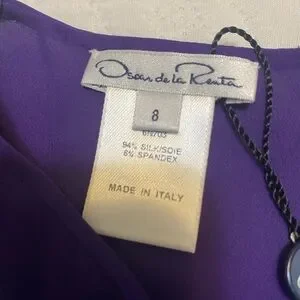 Oscar de la Renta
8
94% SILK/SOIE
6% SPANDEX
MADE IN ITALY